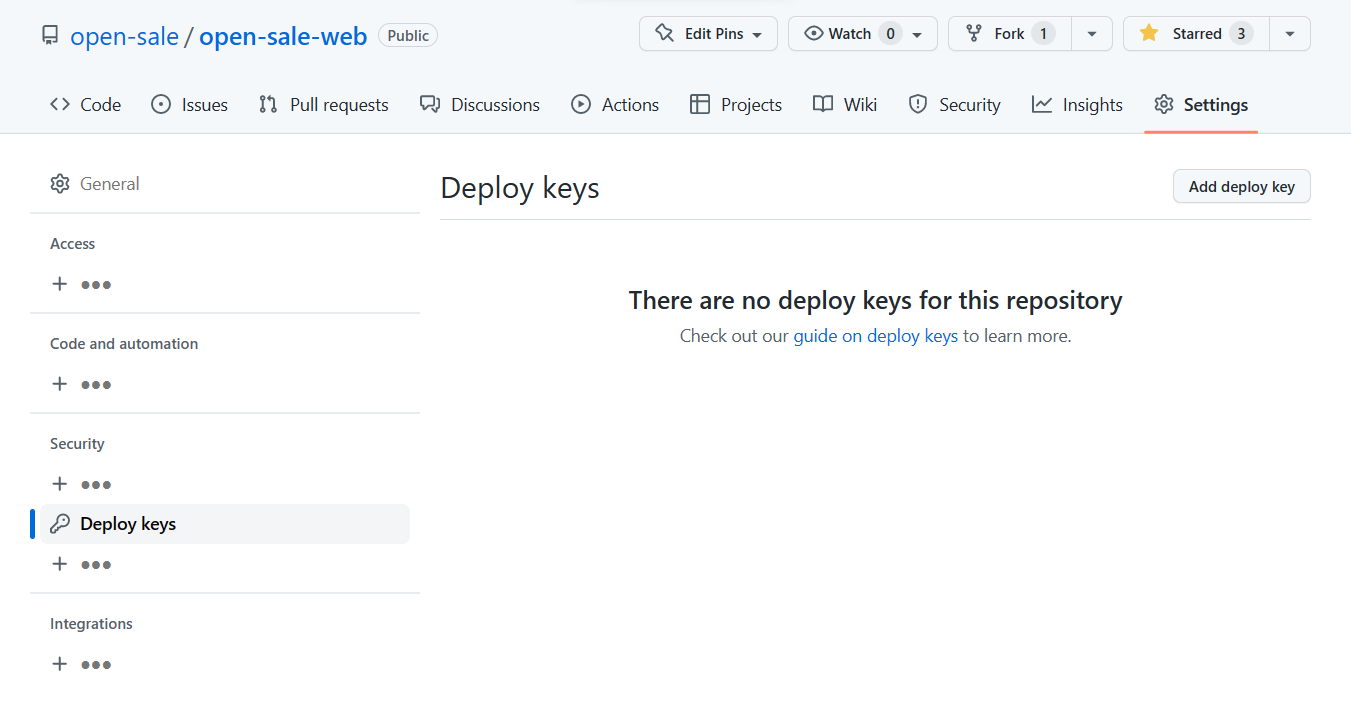 open-sale / open-sale-web Public Edit Pins Watch 0 Fork 1 Starred 3
Code Issues Pull requests Discussions Actions Projects Wiki Security Insights Settings
General
Access
Code and automation
Security
Deploy keys
Integrations
Deploy keys Add deploy key
There are no deploy keys for this repository
Check out our guide on deploy keys to learn more.